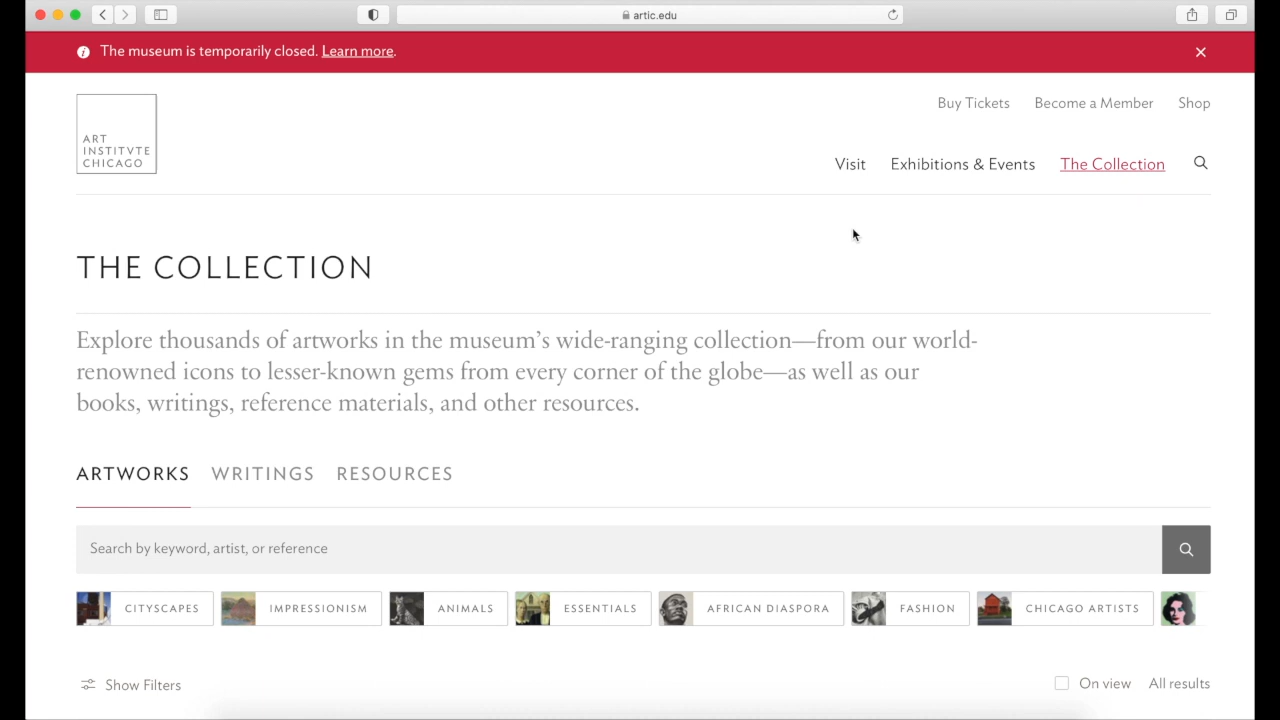 artic.edu
The museum is temporarily closed. Learn more.
Buy Tickets Become a Member Shop
ART
INSTITVTE
CHICAGO
Visit Exhibitions & Events The Collection
THE COLLECTION
Explore thousands of artworks in the museum's wide-ranging collection—from our world-
renowned icons to lesser-known gems from every corner of the globe—as well as our
books, writings, reference materials, and other resources.
ARTWORKS WRITINGS RESOURCES
Search by keyword, artist, or reference
CITYSCAPES IMPRESSIONISM ANIMALS ESSENTIALS AFRICAN DIASPORA FASHION CHICAGO ARTISTS
Show Filters On view All results